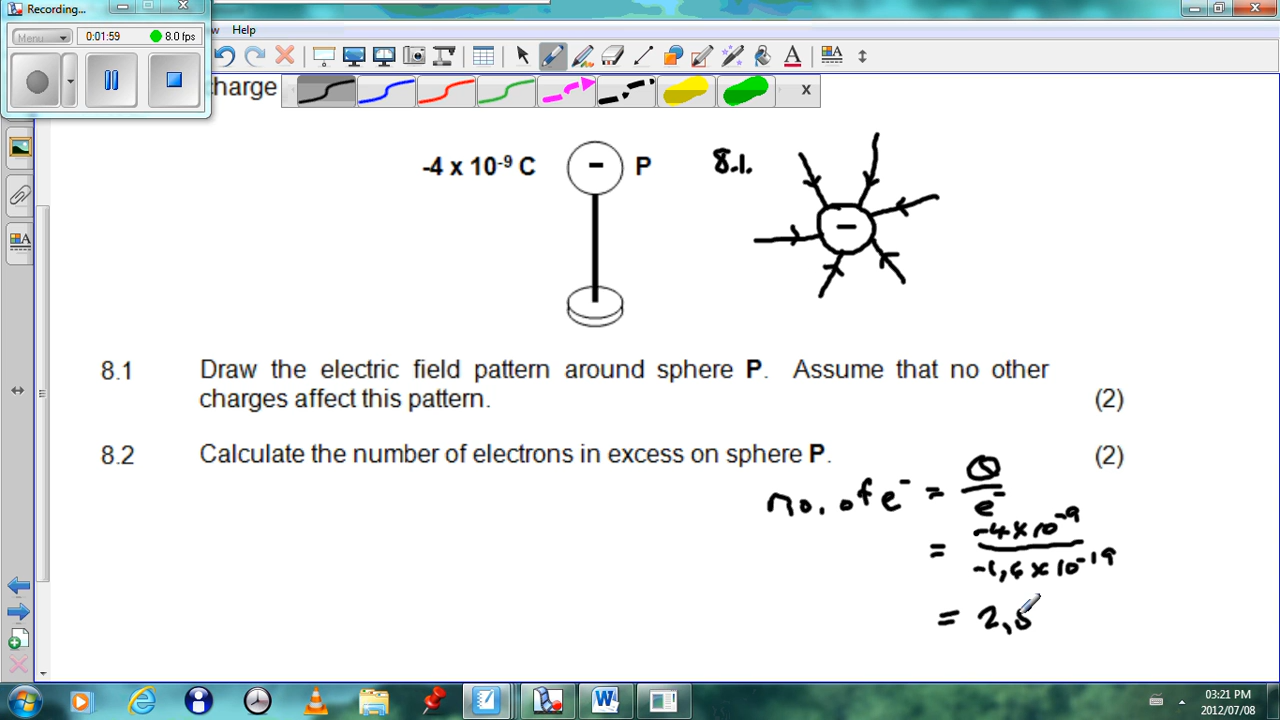 Recording...
Menu
0:01:59
8.0 fps
w Help
charge
x
-4 x 10⁻⁹ C
-
P
8.1.
-
8.1 Draw the electric field pattern around sphere P. Assume that no other
charges affect this pattern. (2)
8.2 Calculate the number of electrons in excess on sphere P. (2)
no. of e⁻ = Q/e⁻
= -4 x 10⁻⁹/-1,6 x 10⁻¹⁹
= 2,5
03:21 PM
2012/07/08